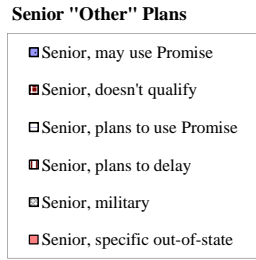 Senior "Other" Plans
Senior, may use Promise
Senior, doesn't qualify
Senior, plans to use Promise
Senior, plans to delay
Senior, military
Senior, specific out-of-state